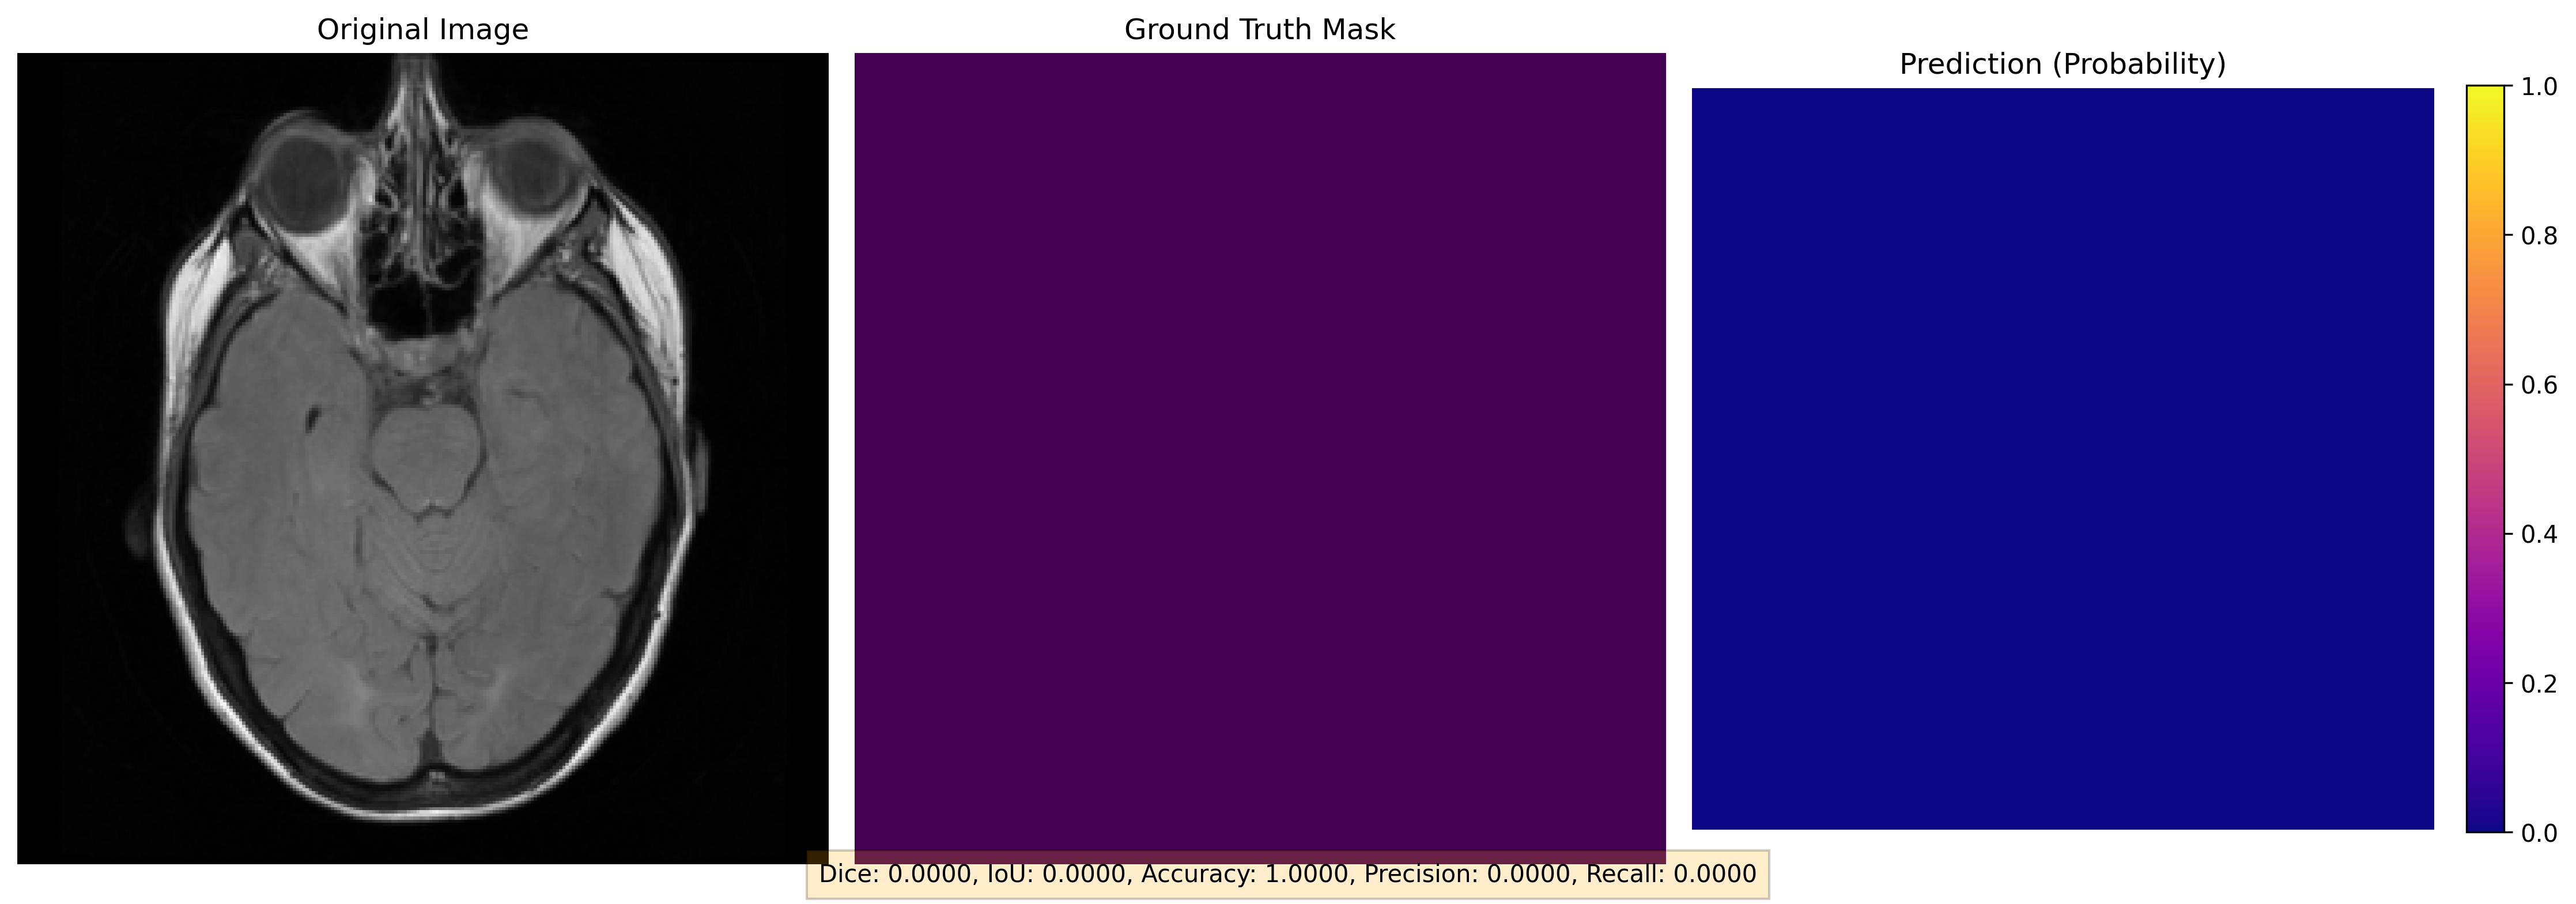 Original Image
Ground Truth Mask
Prediction (Probability)
1.0
0.8
0.6
0.4
0.2
0.0
Dice: 0.0000, IoU: 0.0000, Accuracy: 1.0000, Precision: 0.0000, Recall: 0.0000